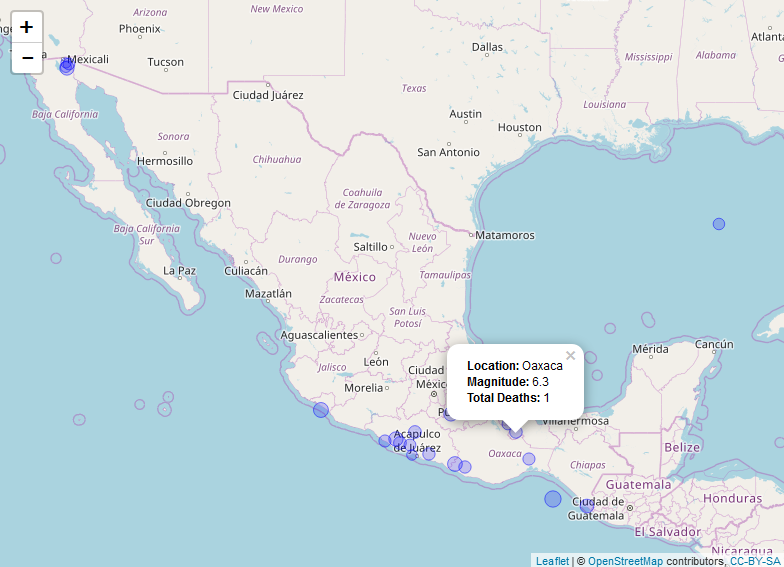 +
−
Arizona
New Mexico
Phoenix
Mexicali
Tucson
Dallas
Mississippi
Alabama
Ciudad Juárez
Texas
Louisiana
Baja California
Austin
Houston
Sonora
San Antonio
Hermosillo
Chihuahua
Coahuila
de Zaragoza
Ciudad Obregon
Baja California
Sur
Nuevo
León
Matamoros
Saltillo
Durango
La Paz
Culiacán
México
Tamaulipas
Mazatlán
Zacatecas
San Luis
Potosí
Aguascalientes
Cancún
Mérida
×
Location: Oaxaca
Magnitude: 6.3
Total Deaths: 1
León
Jalisco
Ciudad
Méxic
Morelia
Villahermosa
Acapulco
de Juárez
Oaxaca
Belize
Chiapas
Guatemala
Honduras
Ciudad de
Guatemala
El Salvador
Nicaragua
Leaflet | © OpenStreetMap contributors, CC-BY-SA